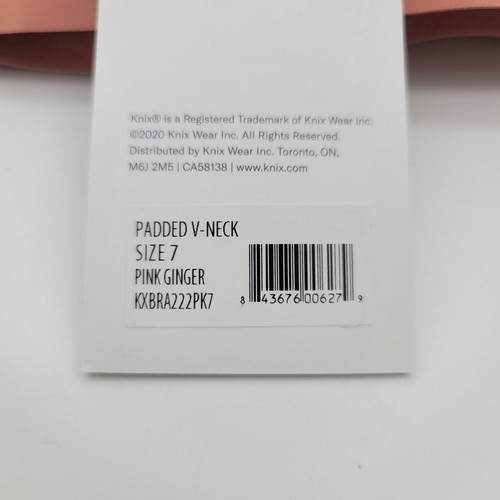 Knix® is a Registered Trademark of Knix Wear Inc.
©2020 Knix Wear Inc. All Rights Reserved.
Distributed by Knix Wear Inc. Toronto, ON,
M6J 2M5 | CA58138 | www.knix.com
PADDED V-NECK
SIZE 7
PINK GINGER
KXBRA222PK7
8 43676 00627 9